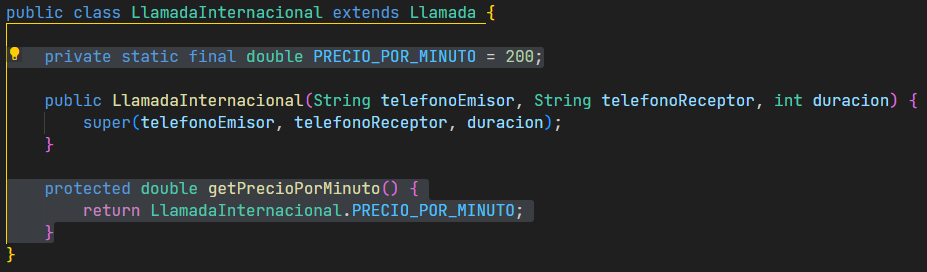 public class LlamadaInternacional extends Llamada {
private static final double PRECIO_POR_MINUTO = 200;
public LlamadaInternacional(String telefonoEmisor, String telefonoReceptor, int duracion) {
super(telefonoEmisor, telefonoReceptor, duracion);
}
protected double getPrecioPorMinuto() {
return LlamadaInternacional.PRECIO_POR_MINUTO;
}
}